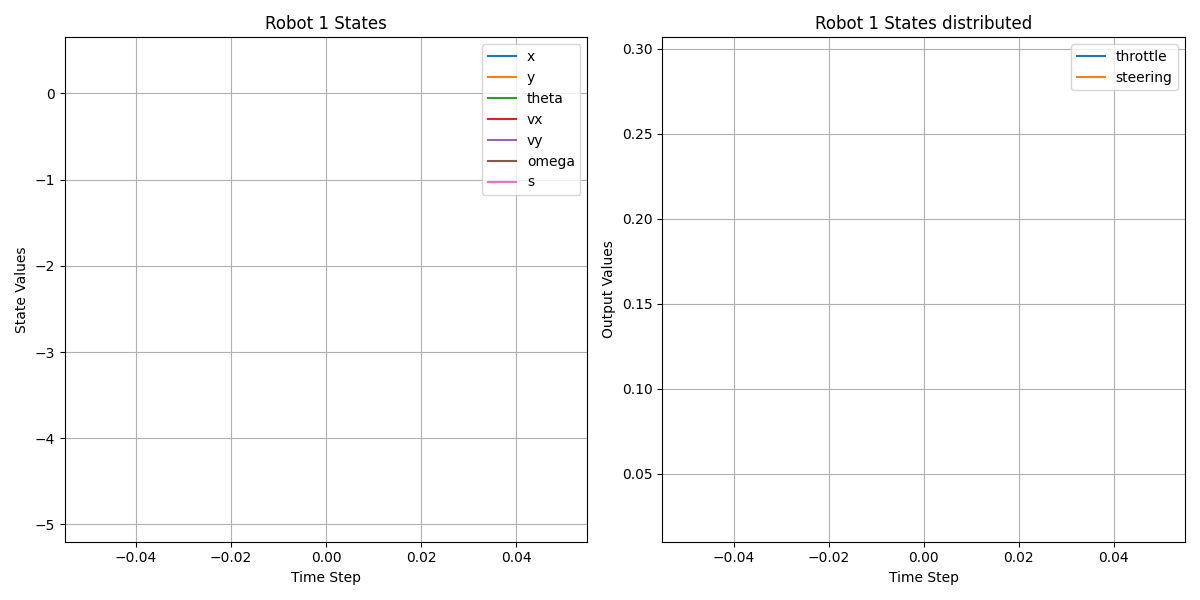 Robot 1 States
0
−1
−2
−3
−4
−5
State Values
−0.04
−0.02
0.00
0.02
0.04
Time Step
x
y
theta
vx
vy
omega
s
Robot 1 States distributed
0.30
0.25
0.20
0.15
0.10
0.05
Output Values
−0.04
−0.02
0.00
0.02
0.04
Time Step
throttle
steering